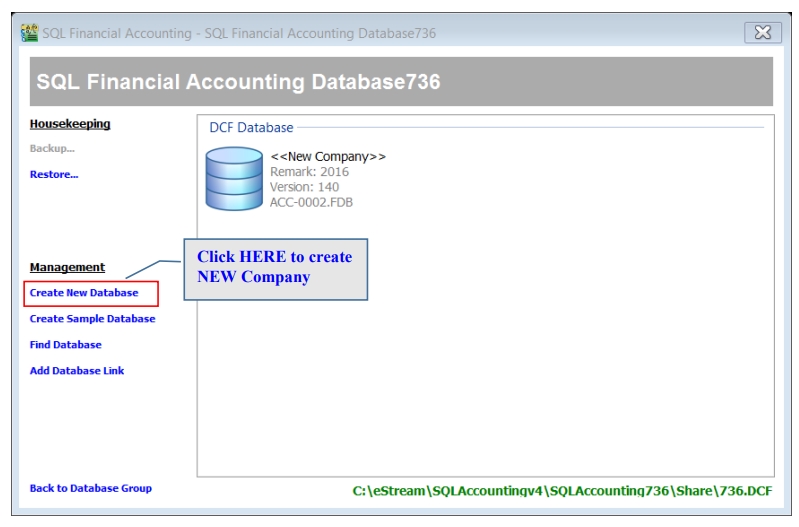 SQL Financial Accounting - SQL Financial Accounting Database736
SQL Financial Accounting Database736
Housekeeping
Backup...
Restore...
DCF Database
<<New Company>>
Remark: 2016
Version: 140
ACC-0002.FDB
Click HERE to create
NEW Company
Management
Create New Database
Create Sample Database
Find Database
Add Database Link
Back to Database Group
C:\eStream\SQLAccountingv4\SQLAccounting736\Share\736.DCF